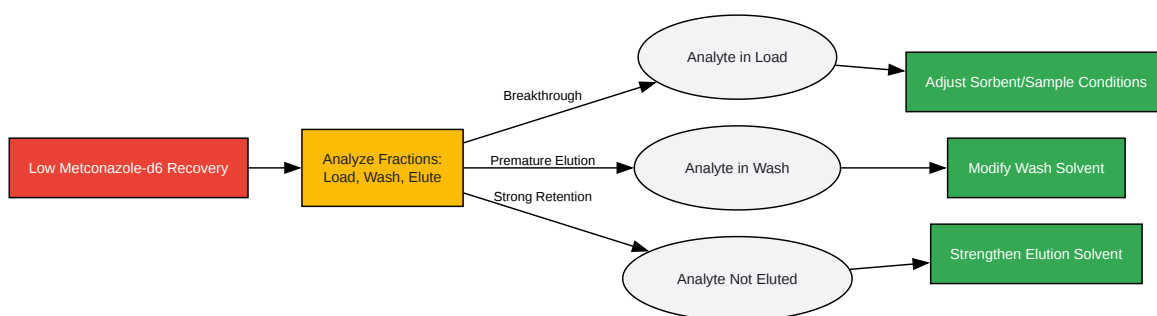 Low Metconazole-d6 Recovery
Analyze Fractions:
Load, Wash, Elute
Breakthrough
Premature Elution
Strong Retention
Analyte in Load
Analyte in Wash
Analyte Not Eluted
Adjust Sorbent/Sample Conditions
Modify Wash Solvent
Strengthen Elution Solvent